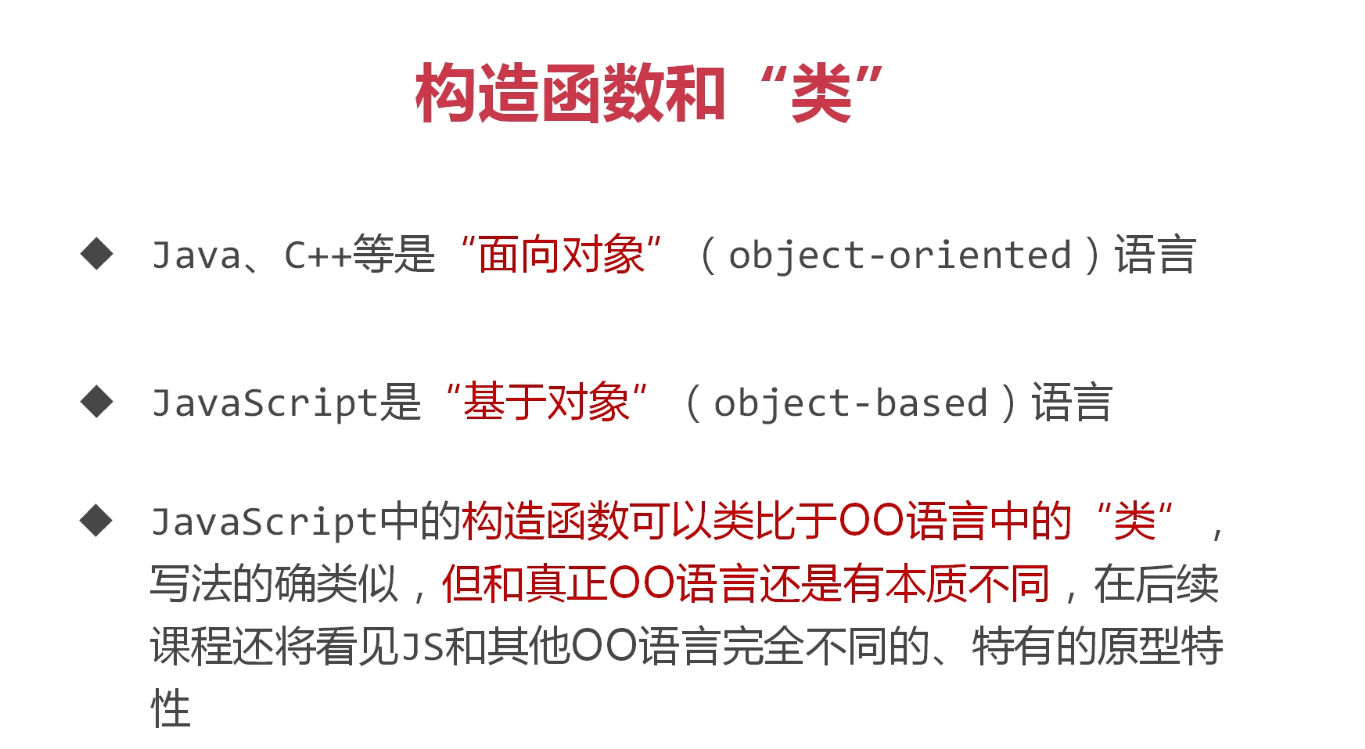 构造函数和“类”
◆ Java、C++等是“面向对象”（object-oriented）语言
◆ JavaScript是“基于对象”（object-based）语言
◆ JavaScript中的构造函数可以类比于OO语言中的“类”，
写法的确类似，但和真正OO语言还是有本质不同，在后续
课程还将看见JS和其他OO语言完全不同的、特有的原型特
性